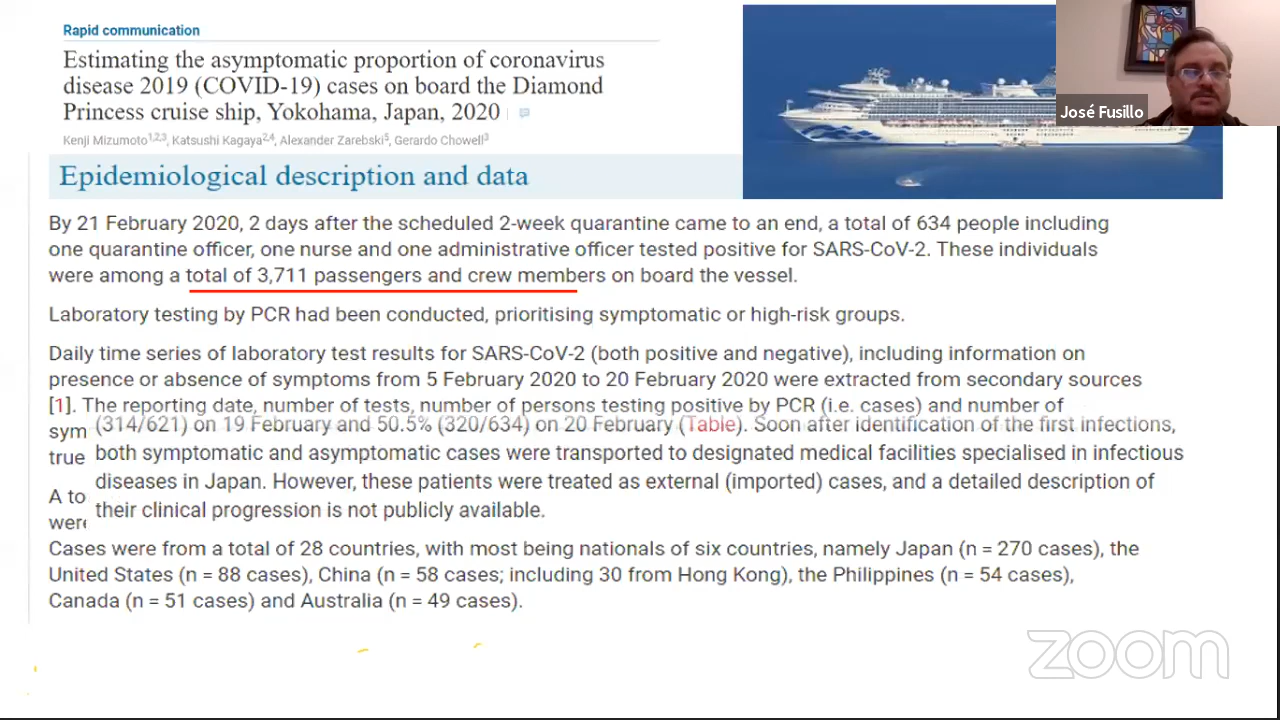 Rapid communication
Estimating the asymptomatic proportion of coronavirus
disease 2019 (COVID-19) cases on board the Diamond
Princess cruise ship, Yokohama, Japan, 2020
Kenji Mizumoto1,2,3, Katsushi Kagaya2,4, Alexander Zarebski5, Gerardo Chowell3
José Fusillo
Epidemiological description and data
By 21 February 2020, 2 days after the scheduled 2-week quarantine came to an end, a total of 634 people including
one quarantine officer, one nurse and one administrative officer tested positive for SARS-CoV-2. These individuals
were among a total of 3,711 passengers and crew members on board the vessel.
Laboratory testing by PCR had been conducted, prioritising symptomatic or high-risk groups.
Daily time series of laboratory test results for SARS-CoV-2 (both positive and negative), including information on
presence or absence of symptoms from 5 February 2020 to 20 February 2020 were extracted from secondary sources
[1]. The reporting date, number of tests, number of persons testing positive by PCR (i.e. cases) and number of
sym
(314/621) on 19 February and 50.5% (320/634) on 20 February (Table). Soon after identification of the first infections,
both symptomatic and asymptomatic cases were transported to designated medical facilities specialised in infectious
true
diseases in Japan. However, these patients were treated as external (imported) cases, and a detailed description of
A to
their clinical progression is not publicly available.
were
Cases were from a total of 28 countries, with most being nationals of six countries, namely Japan (n = 270 cases), the
United States (n = 88 cases), China (n = 58 cases; including 30 from Hong Kong), the Philippines (n = 54 cases),
Canada (n = 51 cases) and Australia (n = 49 cases).
zoom